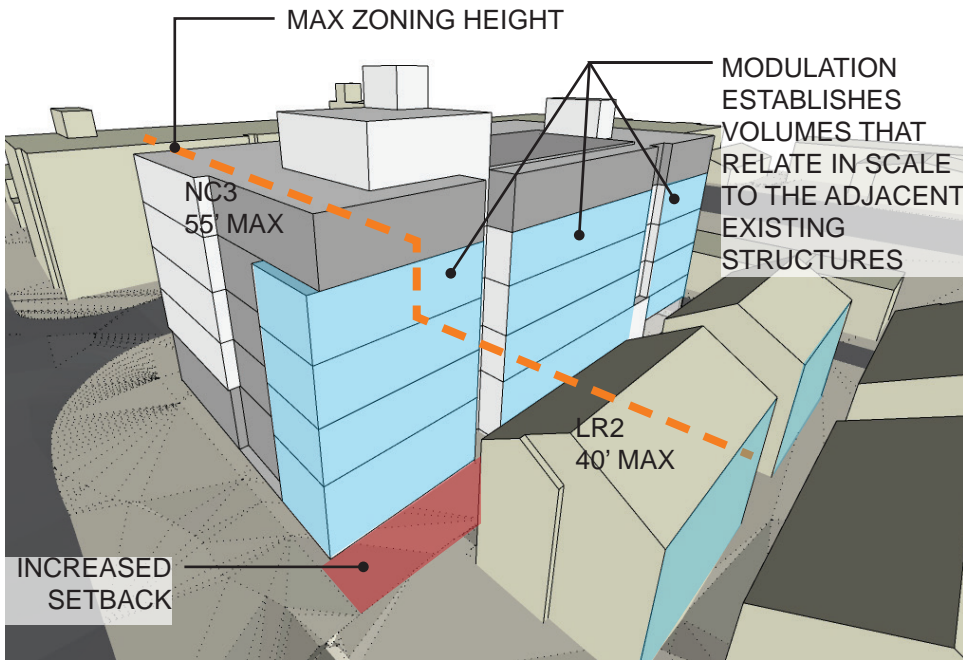 MAX ZONING HEIGHT
MODULATION
ESTABLISHES
VOLUMES THAT
RELATE IN SCALE
TO THE ADJACENT
EXISTING
STRUCTURES
NC3
55' MAX
LR2
40' MAX
INCREASED
SETBACK